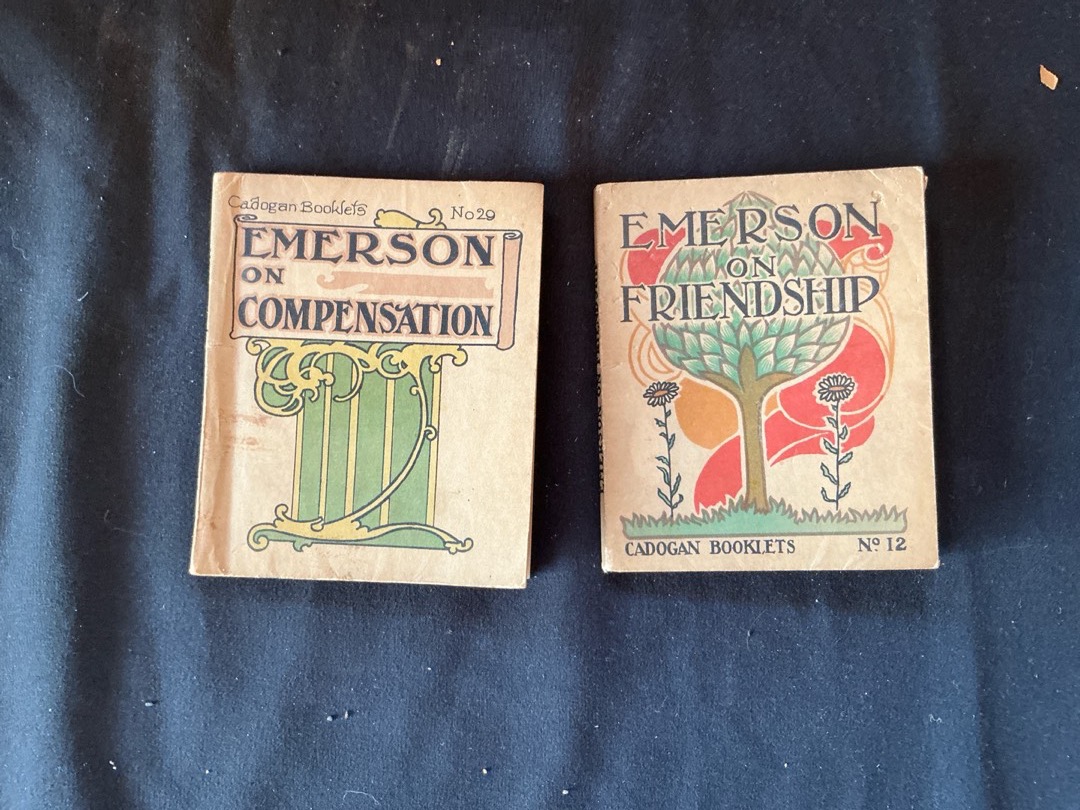 Cadogan Booklets No 29
EMERSON
ON
COMPENSATION
EMERSON
ON
FRIENDSHIP
CADOGAN BOOKLETS Nº 12